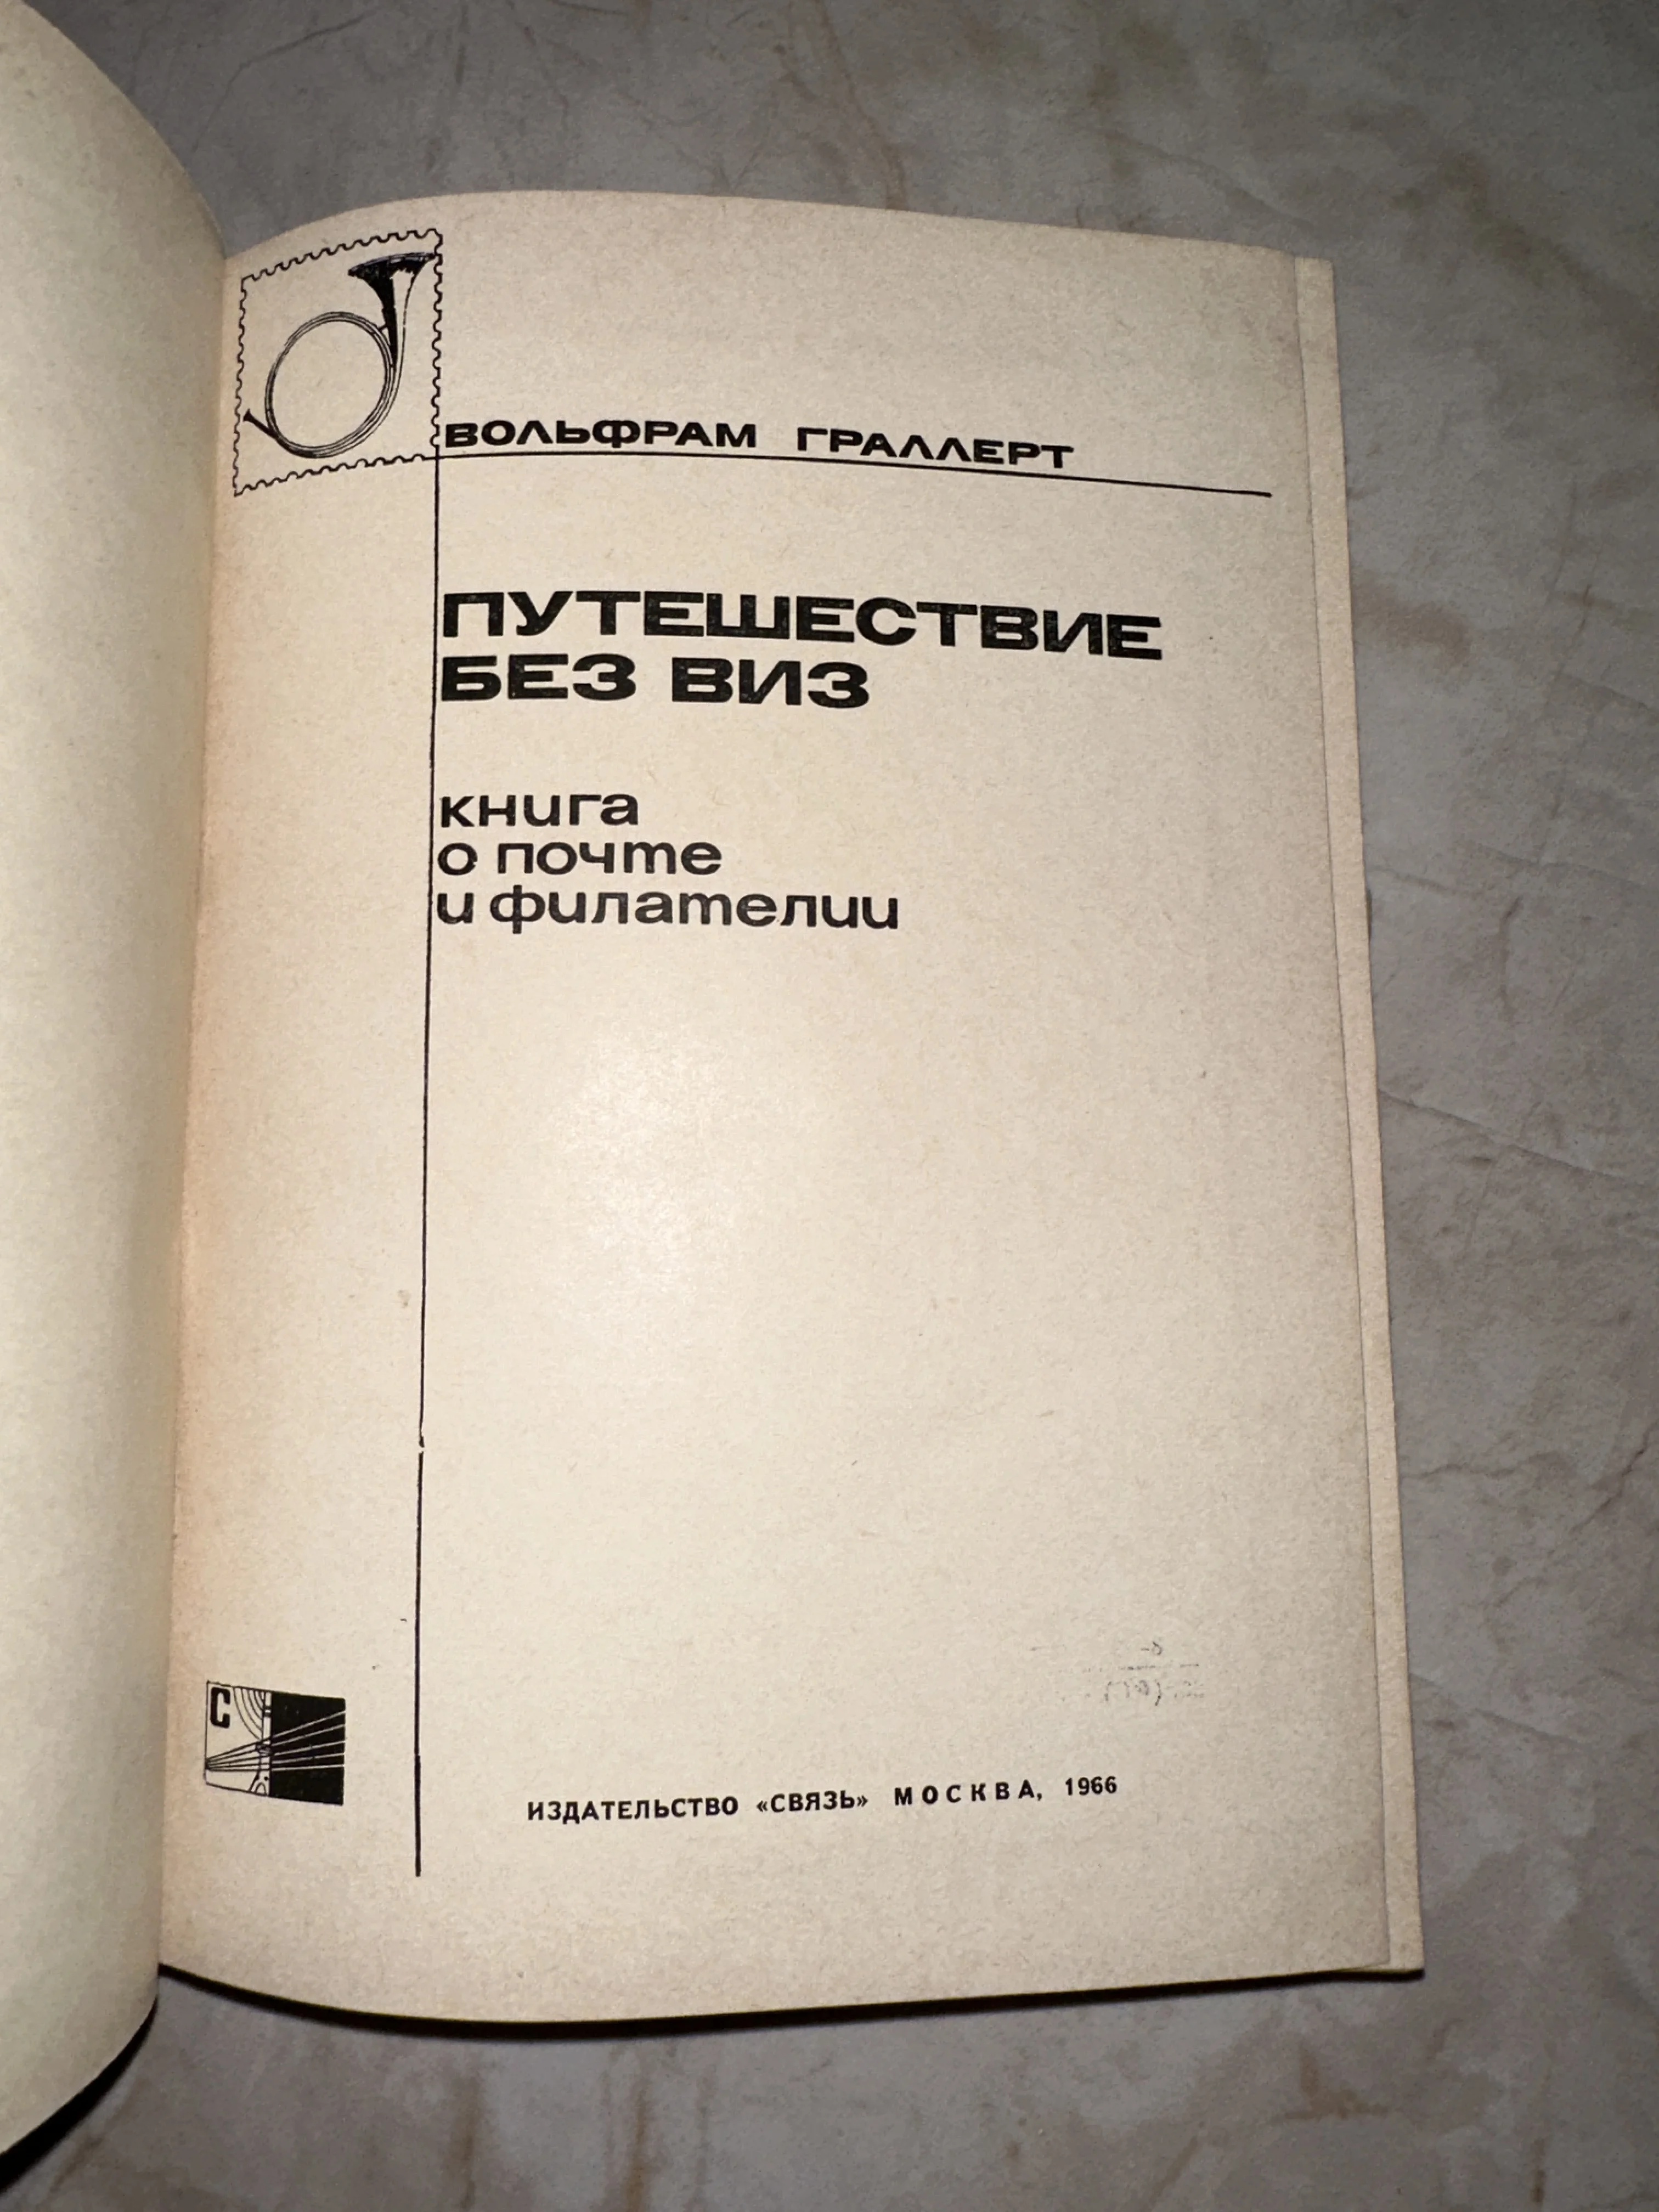 ВОЛЬФРАМ ГРАЛЛЕРТ
ПУТЕШЕСТВИЕ
БЕЗ ВИЗ
книга
о почте
и филателии
С
ИЗДАТЕЛЬСТВО «СВЯЗЬ» МОСКВА, 1966